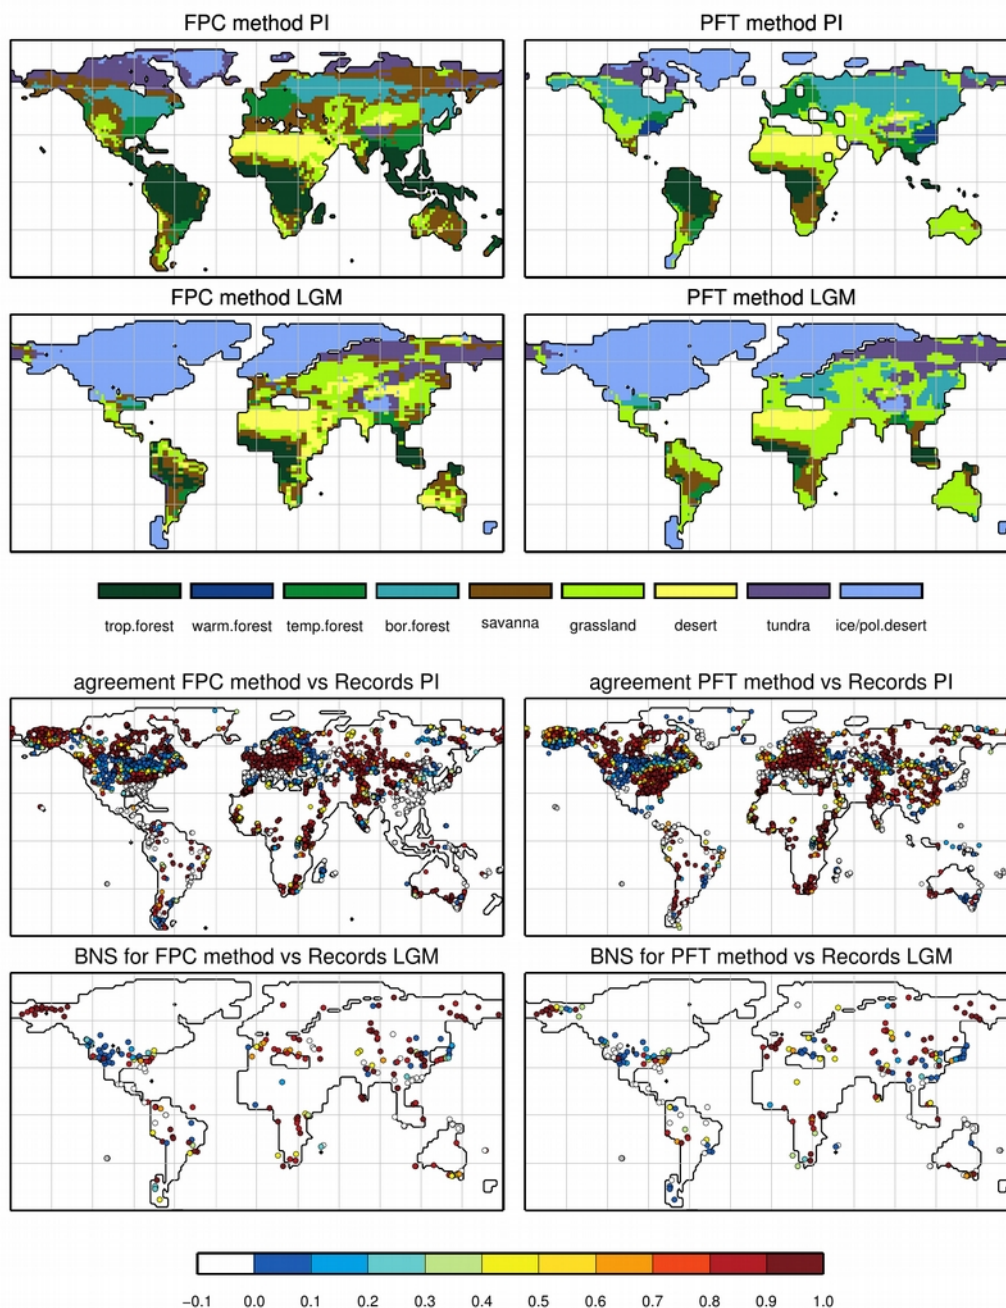 FPC method PI
PFT method PI
FPC method LGM
PFT method LGM
trop.forest warm.forest temp.forest bor.forest savanna grassland desert tundra ice/pol.desert
agreement FPC method vs Records PI
agreement PFT method vs Records PI
BNS for FPC method vs Records LGM
BNS for PFT method vs Records LGM
−0.1 0.0 0.1 0.2 0.3 0.4 0.5 0.6 0.7 0.8 0.9 1.0